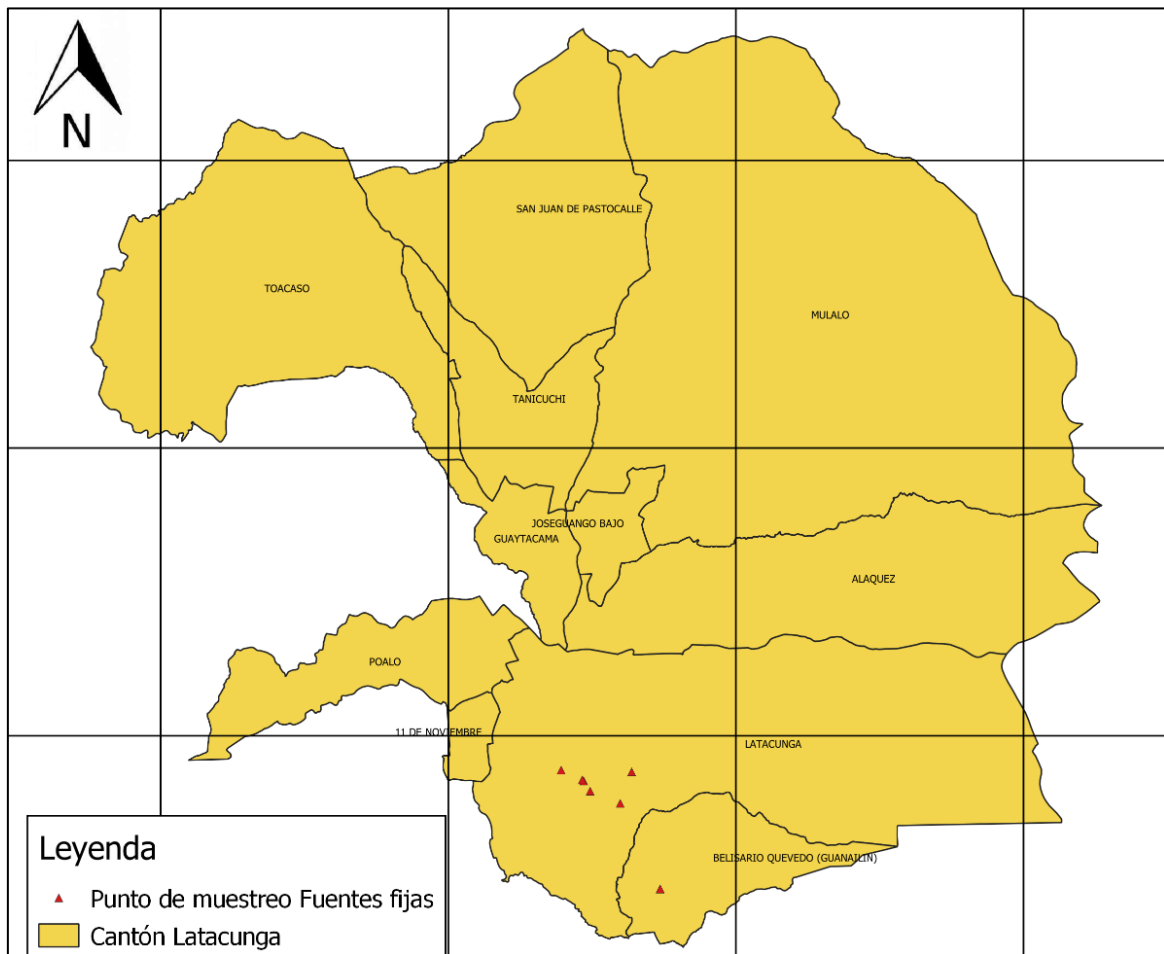 N
SAN JUAN DE PASTOCALLE
TOACASO
MULALO
TANICUCHI
JOSEGUANGO BAJO
GUAYTACAMA
ALAQUEZ
POALO
11 DE NOVIEMBRE
LATACUNGA
BELISARIO QUEVEDO (GUANAILIN)
Leyenda
Punto de muestreo Fuentes fijas
Cantón Latacunga